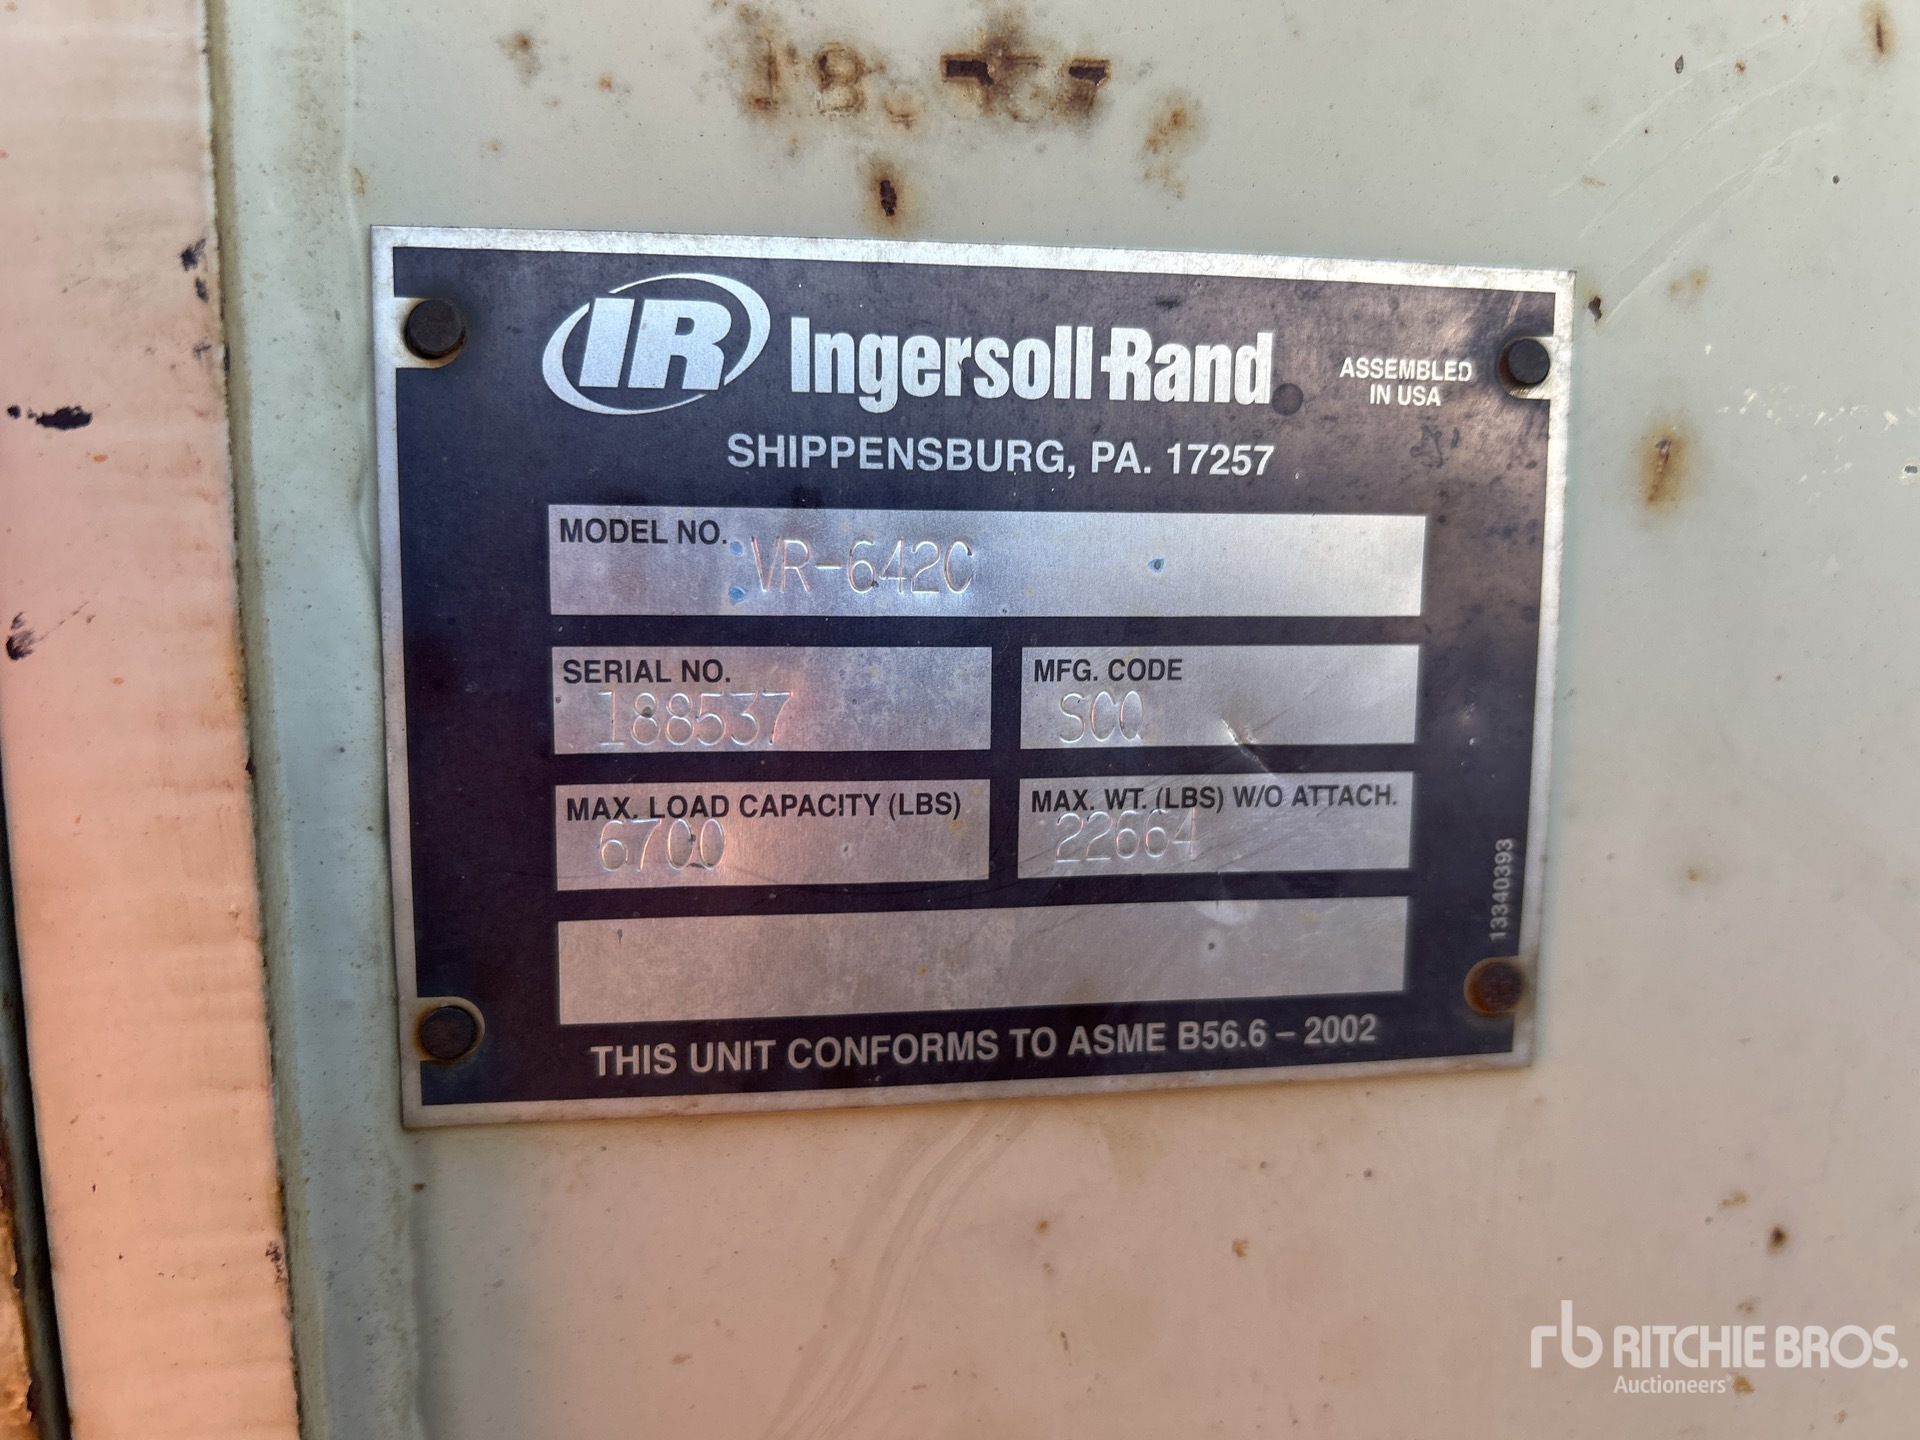 IR Ingersoll-Rand
ASSEMBLED
IN USA
SHIPPENSBURG, PA. 17257
MODEL NO. VR-642C
SERIAL NO.
188537
MFG. CODE
SCQ
MAX. LOAD CAPACITY (LBS)
6700
MAX. WT. (LBS) W/O ATTACH.
22664
13340393
THIS UNIT CONFORMS TO ASME B56.6 – 2002
rb RITCHIE BROS.
Auctioneers